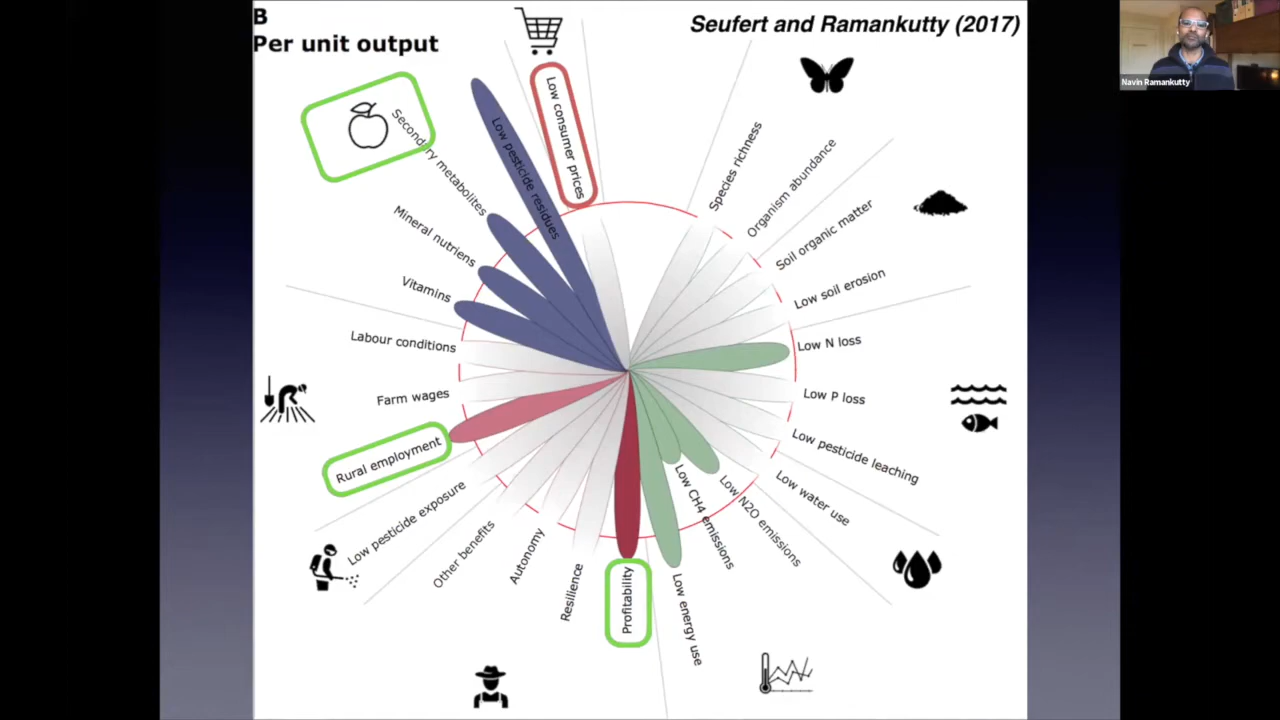 B
Per unit output
Seufert and Ramankutty (2017)
Navin Ramankutty
Low consumer prices
Low pesticide residues
Secondary metabolites
Mineral nutriens
Vitamins
Labour conditions
Farm wages
Rural employment
Low pesticide exposure
Other benefits
Autonomy
Resilience
Profitability
Low energy use
Low CH4 emissions
Low N2O emissions
Low water use
Low pesticide leaching
Low P loss
Low N loss
Low soil erosion
Soil organic matter
Organism abundance
Species richness